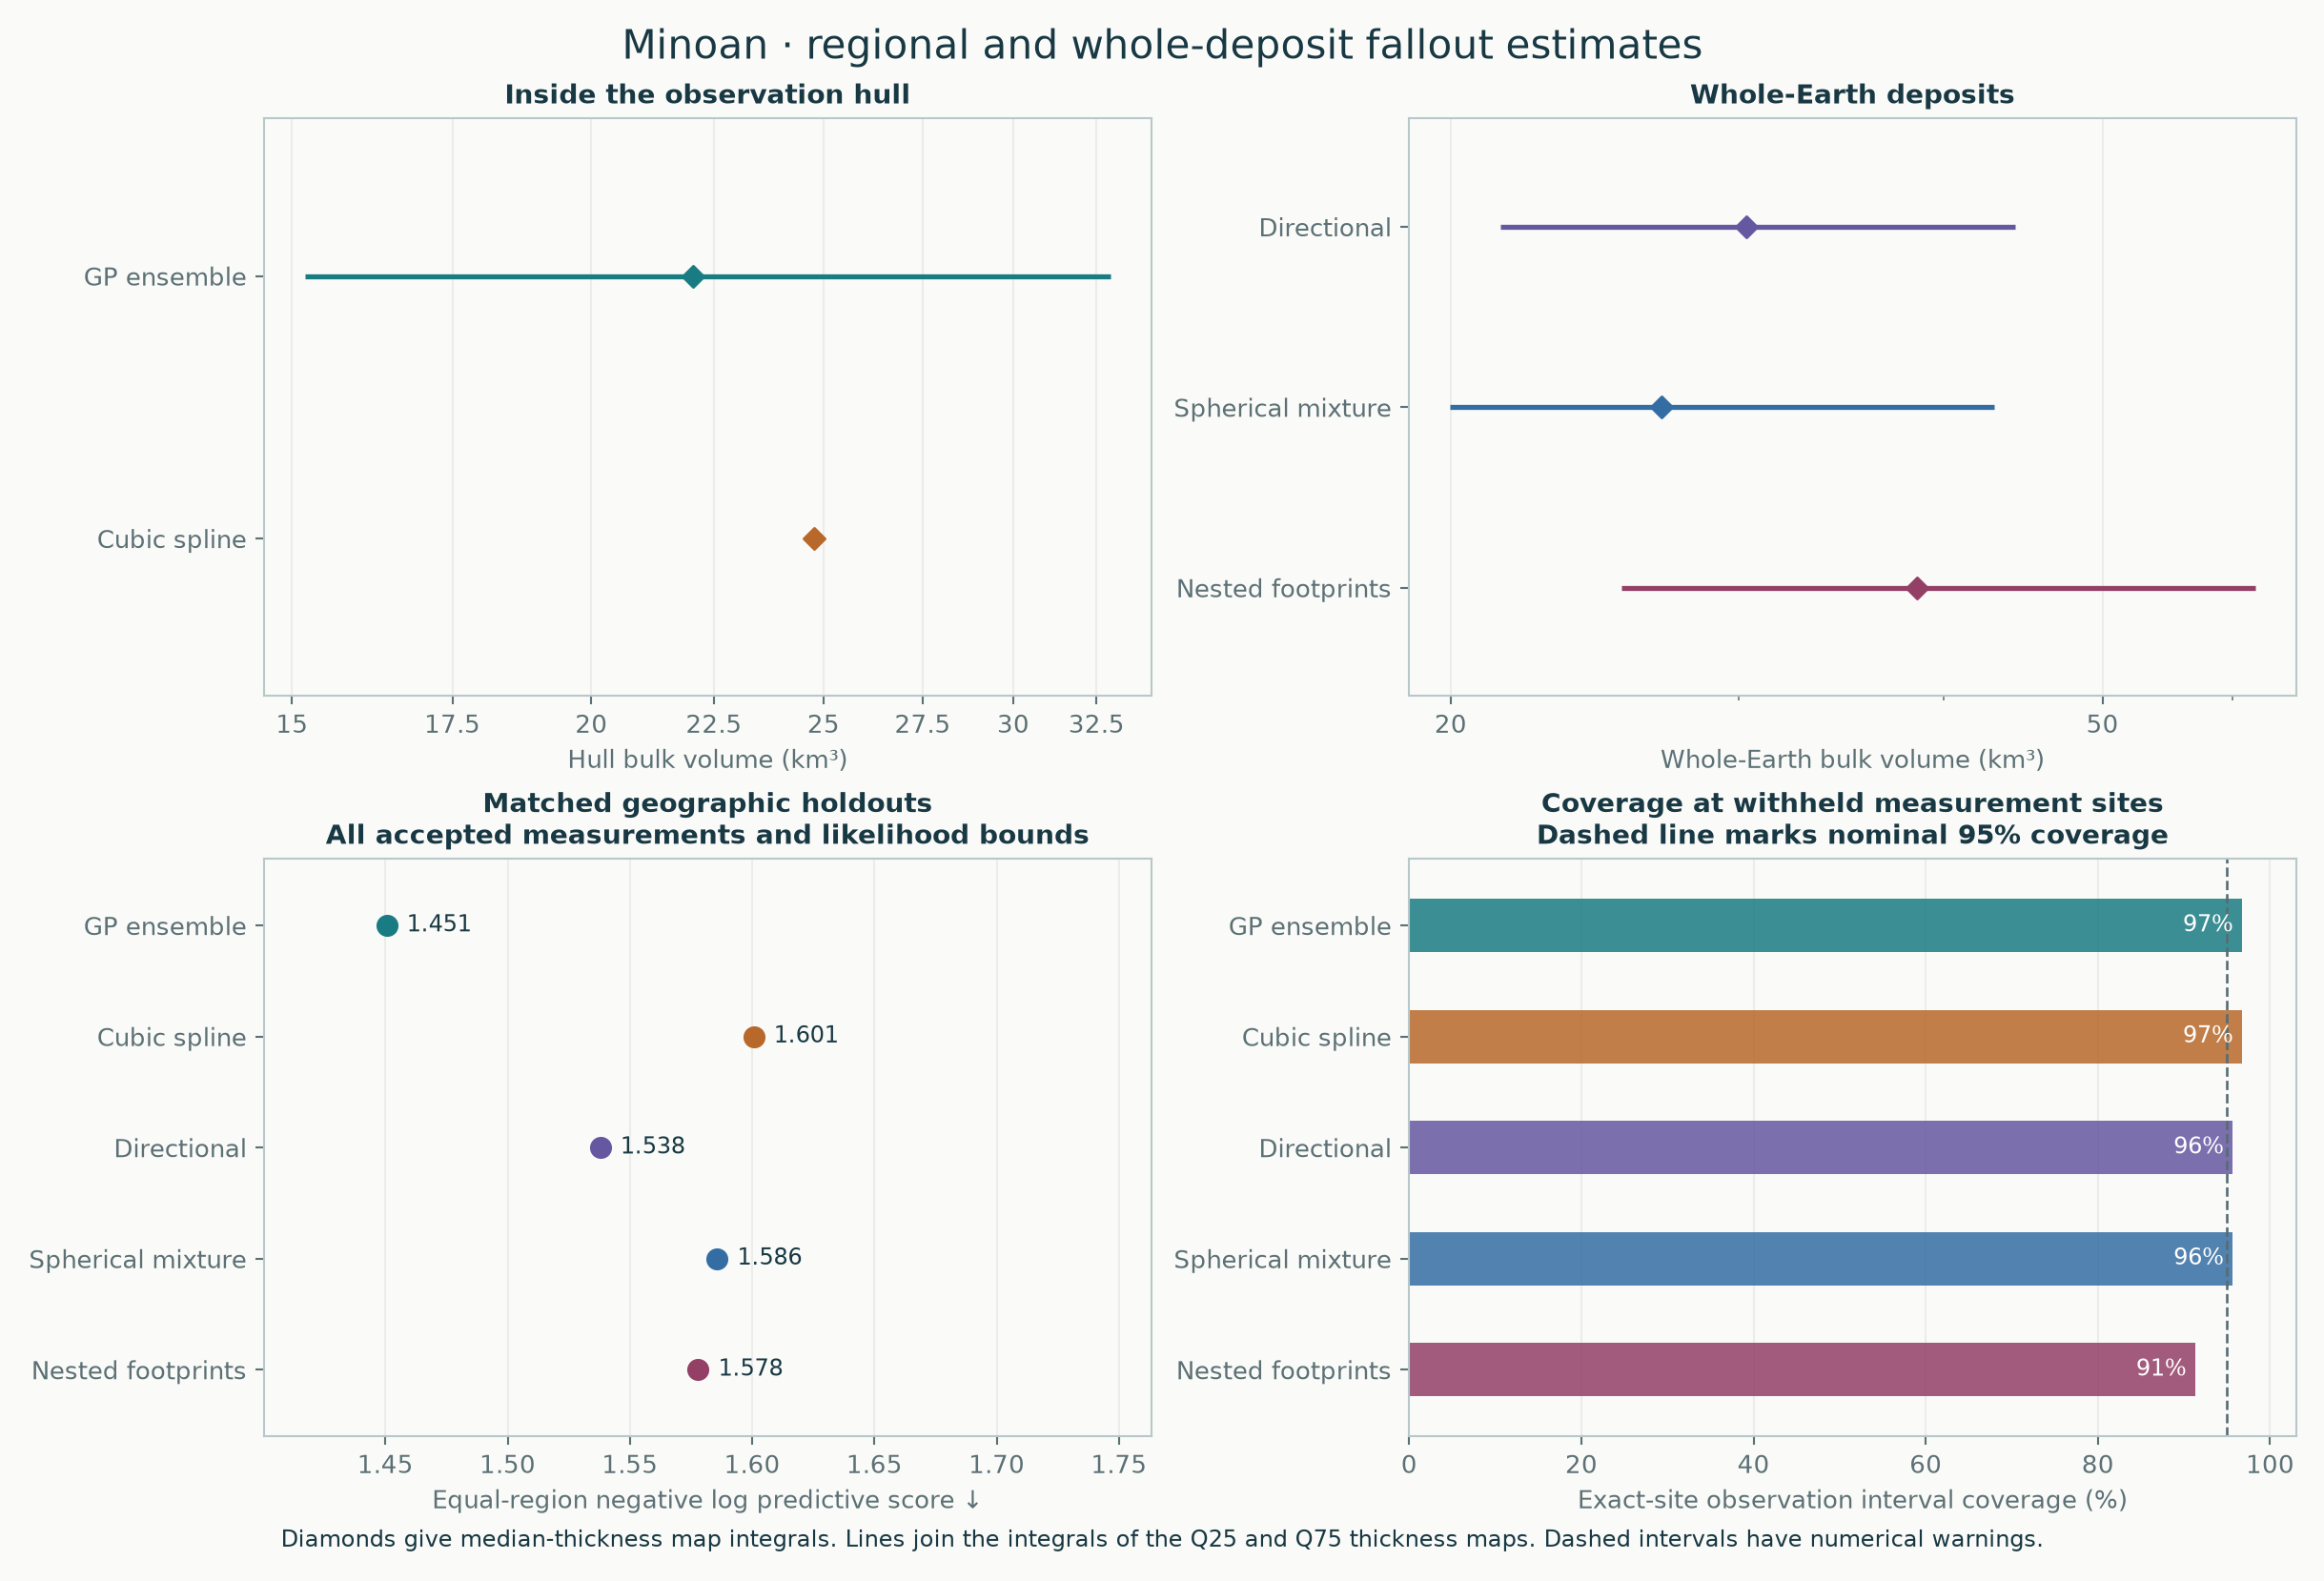 Minoan · regional and whole-deposit fallout estimates
Inside the observation hull
GP ensemble
Cubic spline
15 17.5 20 22.5 25 27.5 30 32.5
Hull bulk volume (km³)
Whole-Earth deposits
Directional
Spherical mixture
Nested footprints
20 50
Whole-Earth bulk volume (km³)
Matched geographic holdouts
All accepted measurements and likelihood bounds
GP ensemble 1.451
Cubic spline 1.601
Directional 1.538
Spherical mixture 1.586
Nested footprints 1.578
1.45 1.50 1.55 1.60 1.65 1.70 1.75
Equal-region negative log predictive score ↓
Coverage at withheld measurement sites
Dashed line marks nominal 95% coverage
GP ensemble 97%
Cubic spline 97%
Directional 96%
Spherical mixture 96%
Nested footprints 91%
0 20 40 60 80 100
Exact-site observation interval coverage (%)
Diamonds give median-thickness map integrals. Lines join the integrals of the Q25 and Q75 thickness maps. Dashed intervals have numerical warnings.